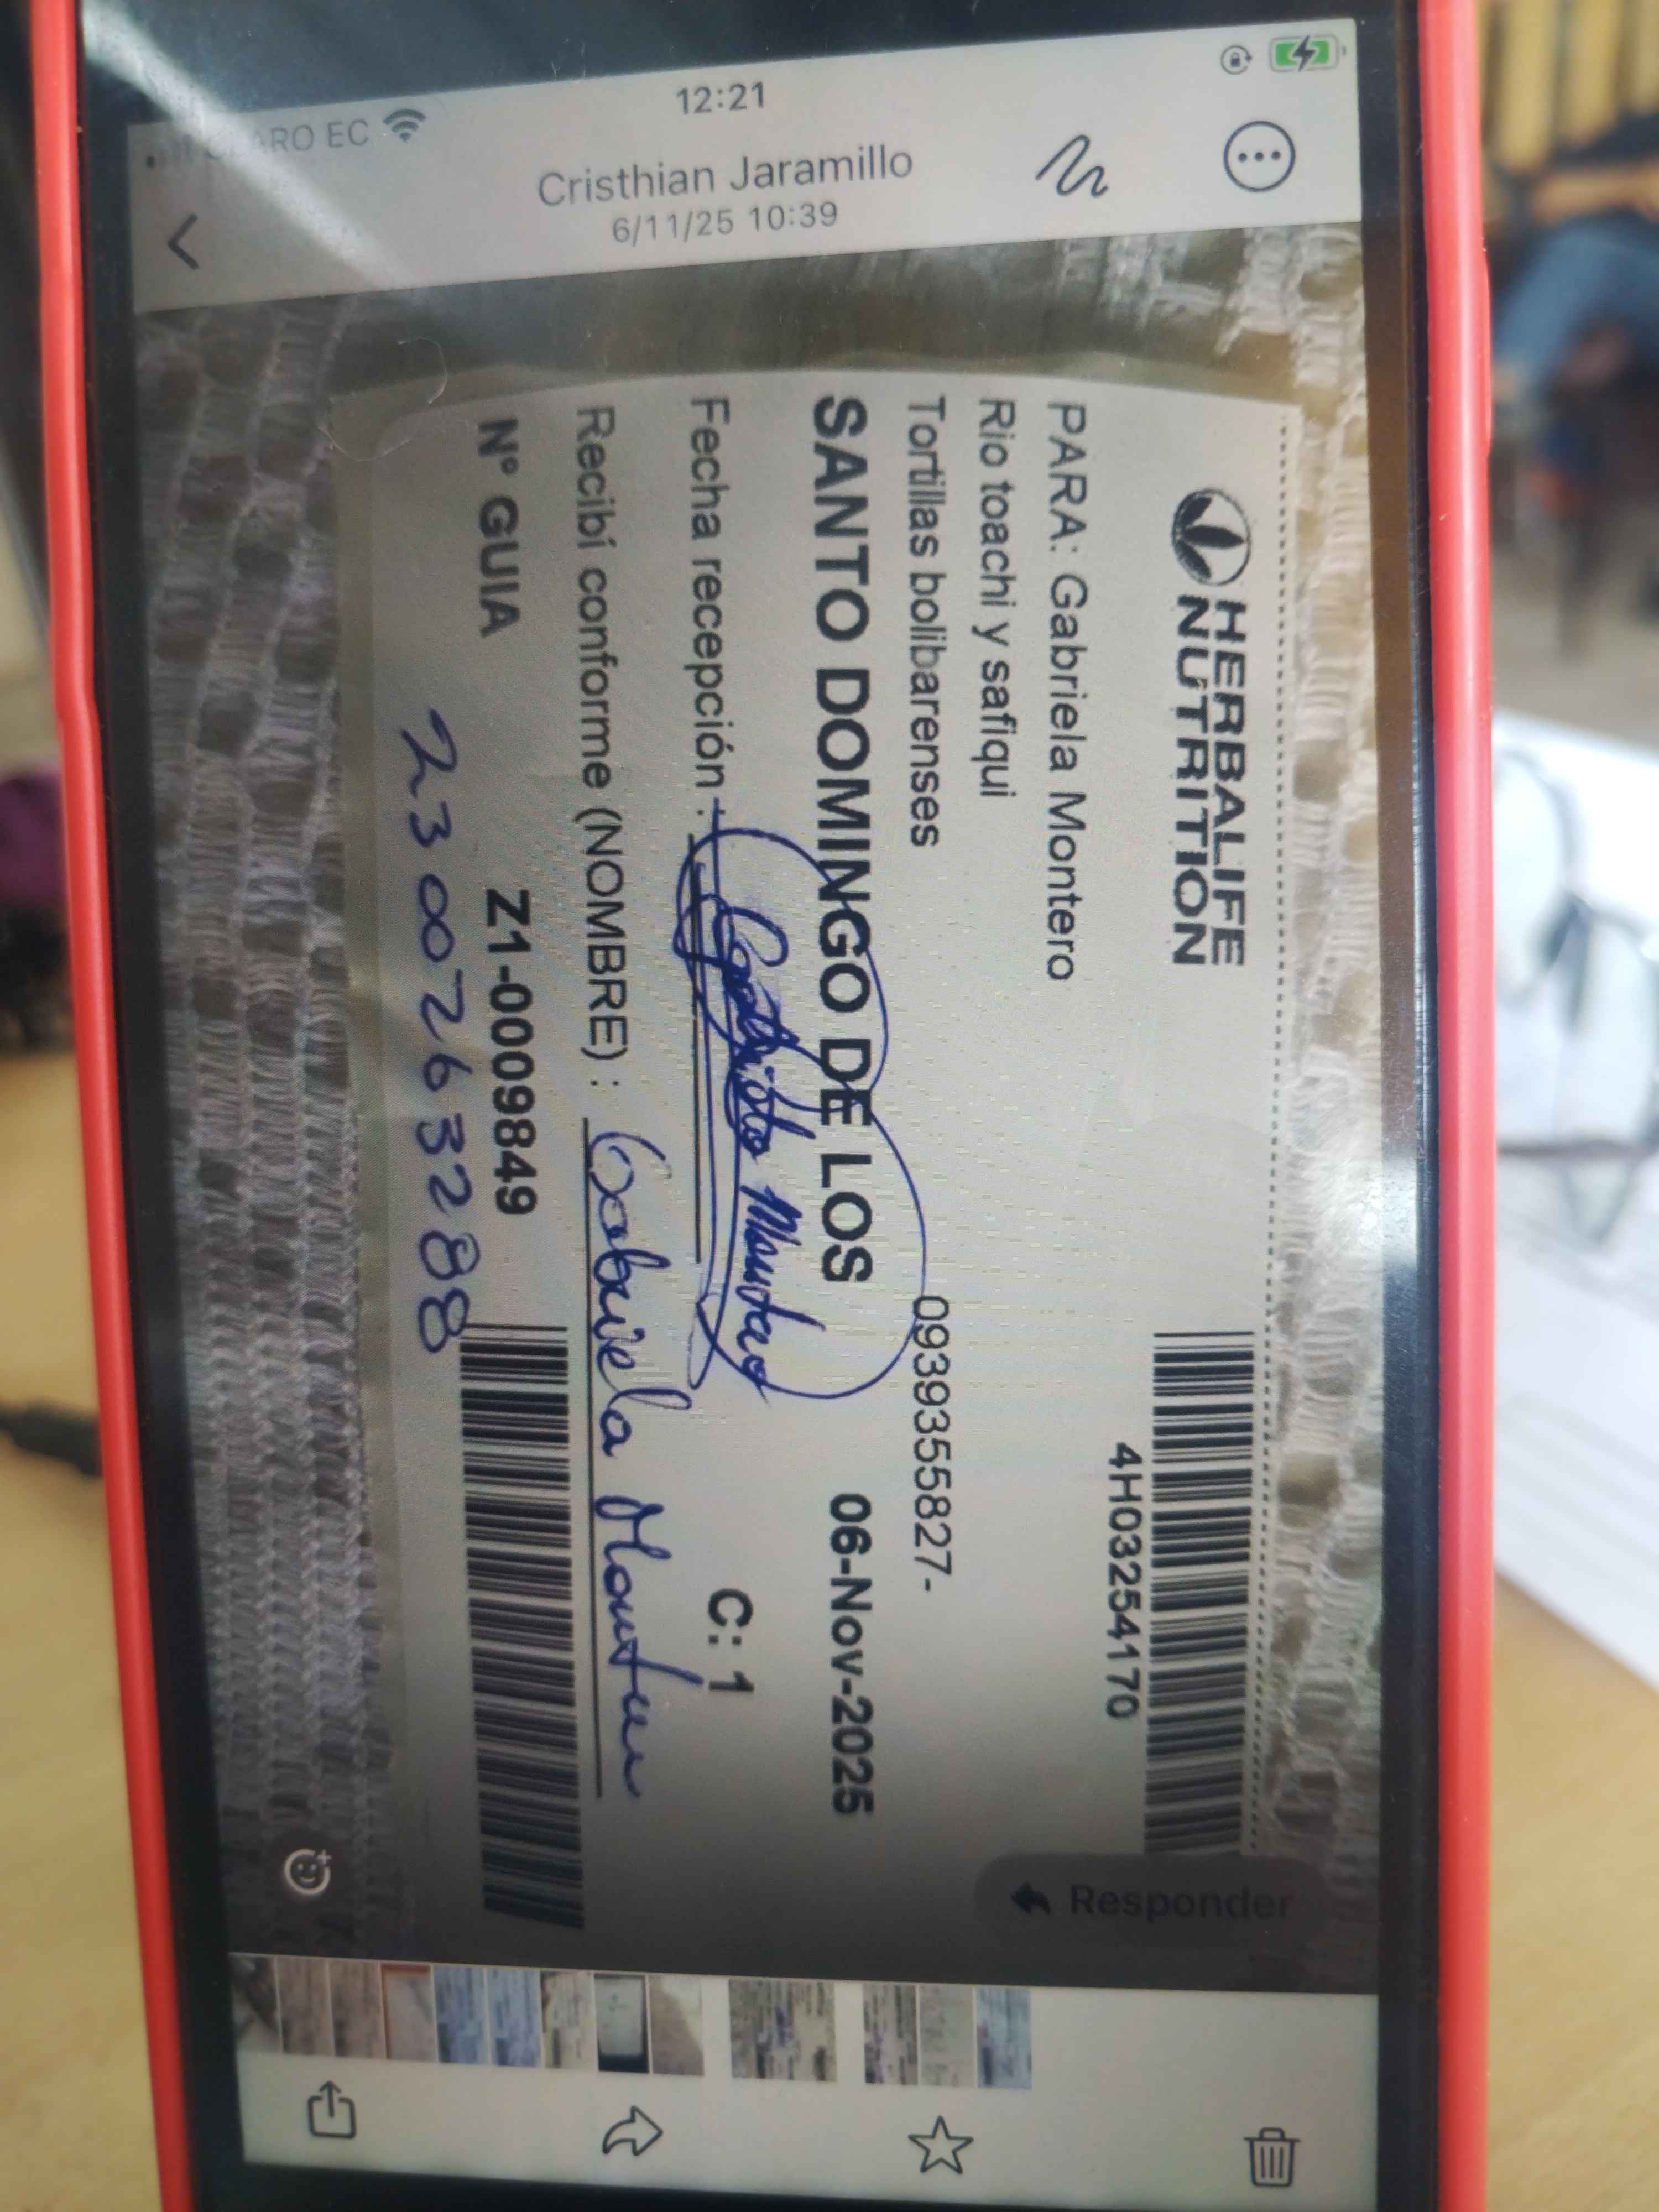 12:21
RO EC
Cristhian Jaramillo
6/11/25 10:39
HERBALIFE
NUTRITION
4H03254170
PARA: Gabriela Montero
Rio toachi y safiqui
Tortillas bolibarenses
0939355827-
SANTO DOMINGO DE LOS
06-Nov-2025
Fecha recepción :
C: 1
Recibí conforme (NOMBRE) : Gabriela Montero
N° GUIA
Z1-0009849
2300263288
Responder